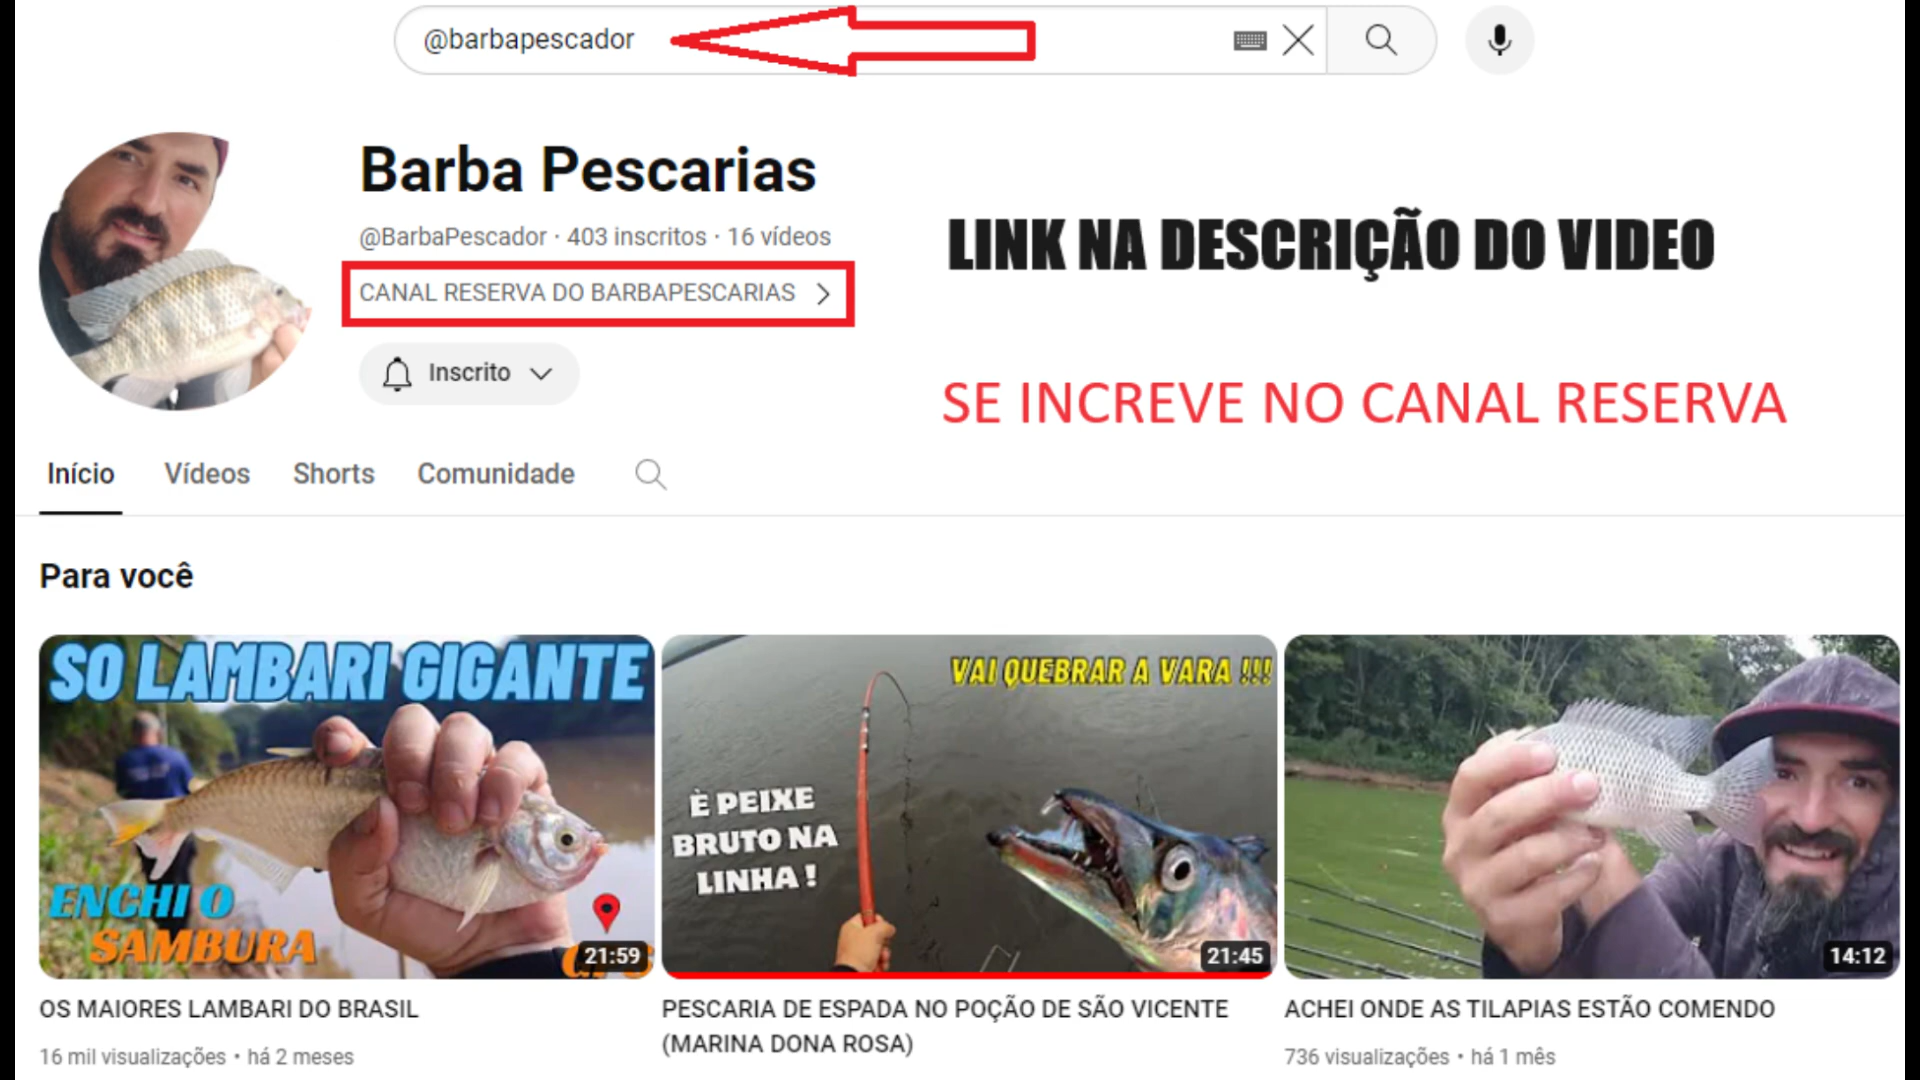 @barbapescador
Barba Pescarias
@BarbaPescador · 403 inscritos · 16 vídeos
CANAL RESERVA DO BARBAPESCARIAS
Inscrito
LINK NA DESCRIÇÃO DO VIDEO
SE INCREVE NO CANAL RESERVA
Início Vídeos Shorts Comunidade
Para você
SO LAMBARI GIGANTE
ENCHI O
SAMBURA
21:59
VAI QUEBRAR A VARA !!!
È PEIXE
BRUTO NA
LINHA !
21:45
14:12
OS MAIORES LAMBARI DO BRASIL
16 mil visualizações • há 2 meses
PESCARIA DE ESPADA NO POÇÃO DE SÃO VICENTE
(MARINA DONA ROSA)
ACHEI ONDE AS TILAPIAS ESTÃO COMENDO
736 visualizações • há 1 mês